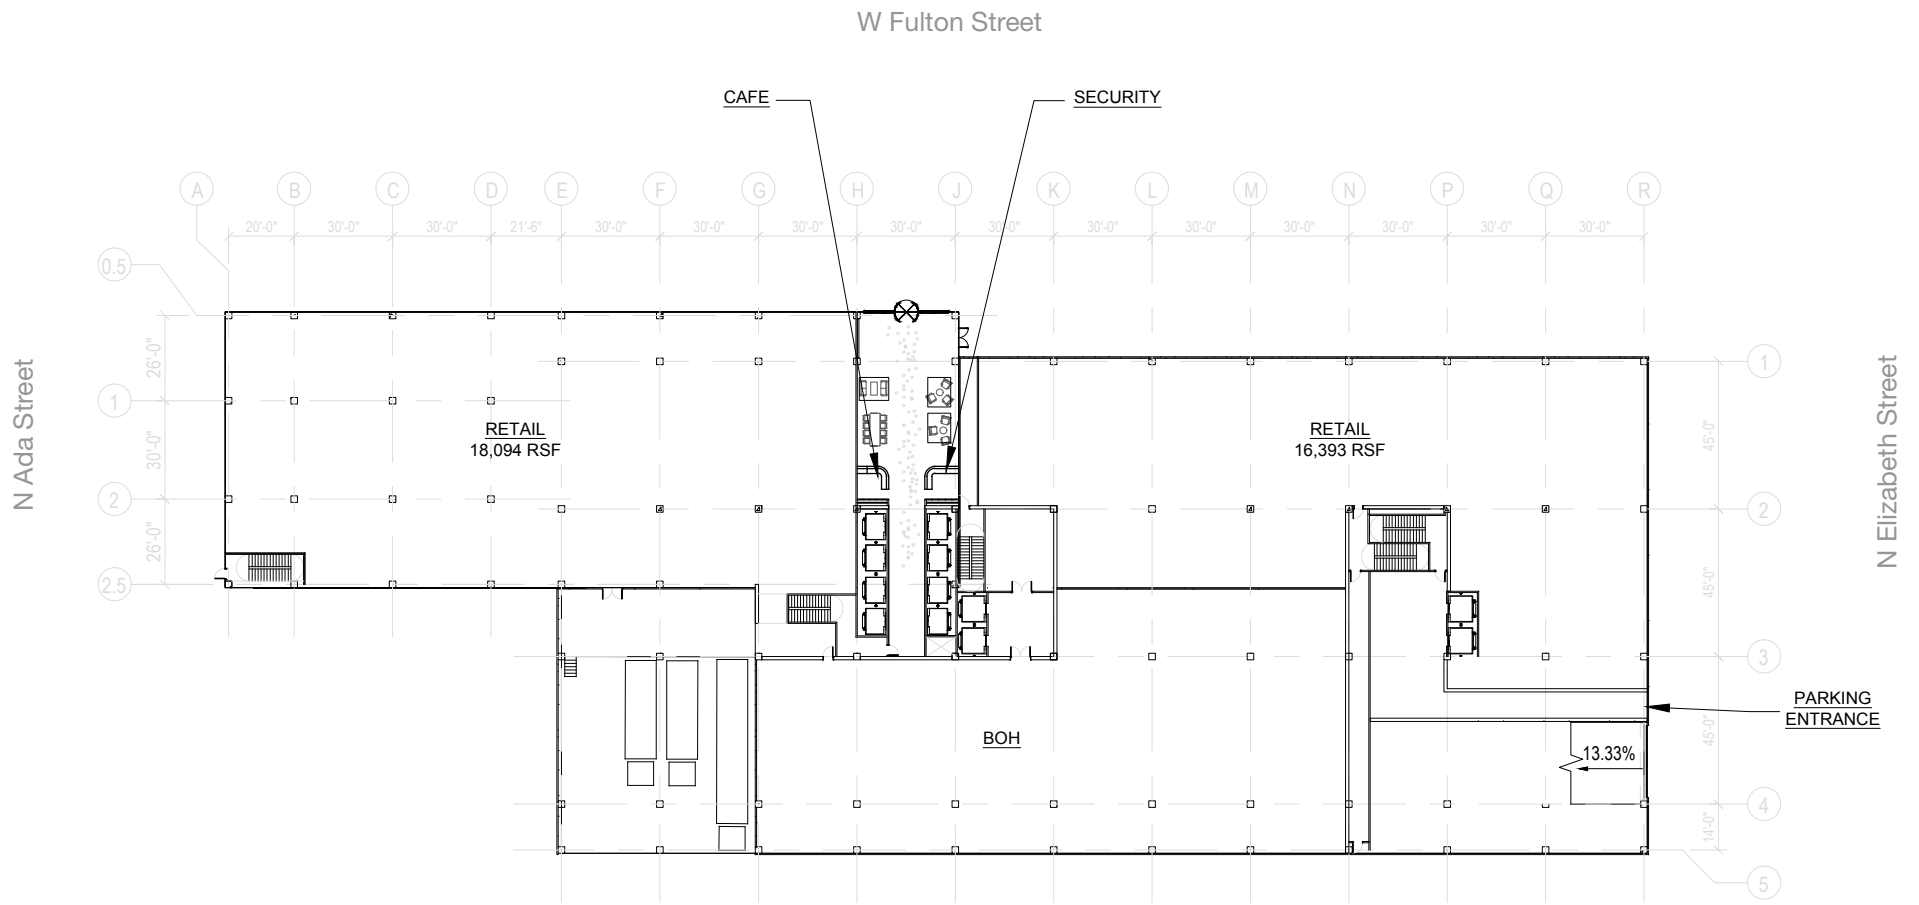 W Fulton Street
CAFE
SECURITY
A B C D E F G H J K L M N P Q R
20'-0" 30'-0" 30'-0" 21'-6" 30'-0" 30'-0" 30'-0" 30'-0" 30'-0" 30'-0" 30'-0" 30'-0" 30'-0" 30'-0" 30'-0"
0.5
1
2
2.5
26'-0"
30'-0"
26'-0"
N Ada Street
RETAIL
18,094 RSF
RETAIL
16,393 RSF
BOH
13.33%
PARKING
ENTRANCE
1
2
3
4
5
45'-0"
45'-0"
45'-0"
14'-0"
N Elizabeth Street